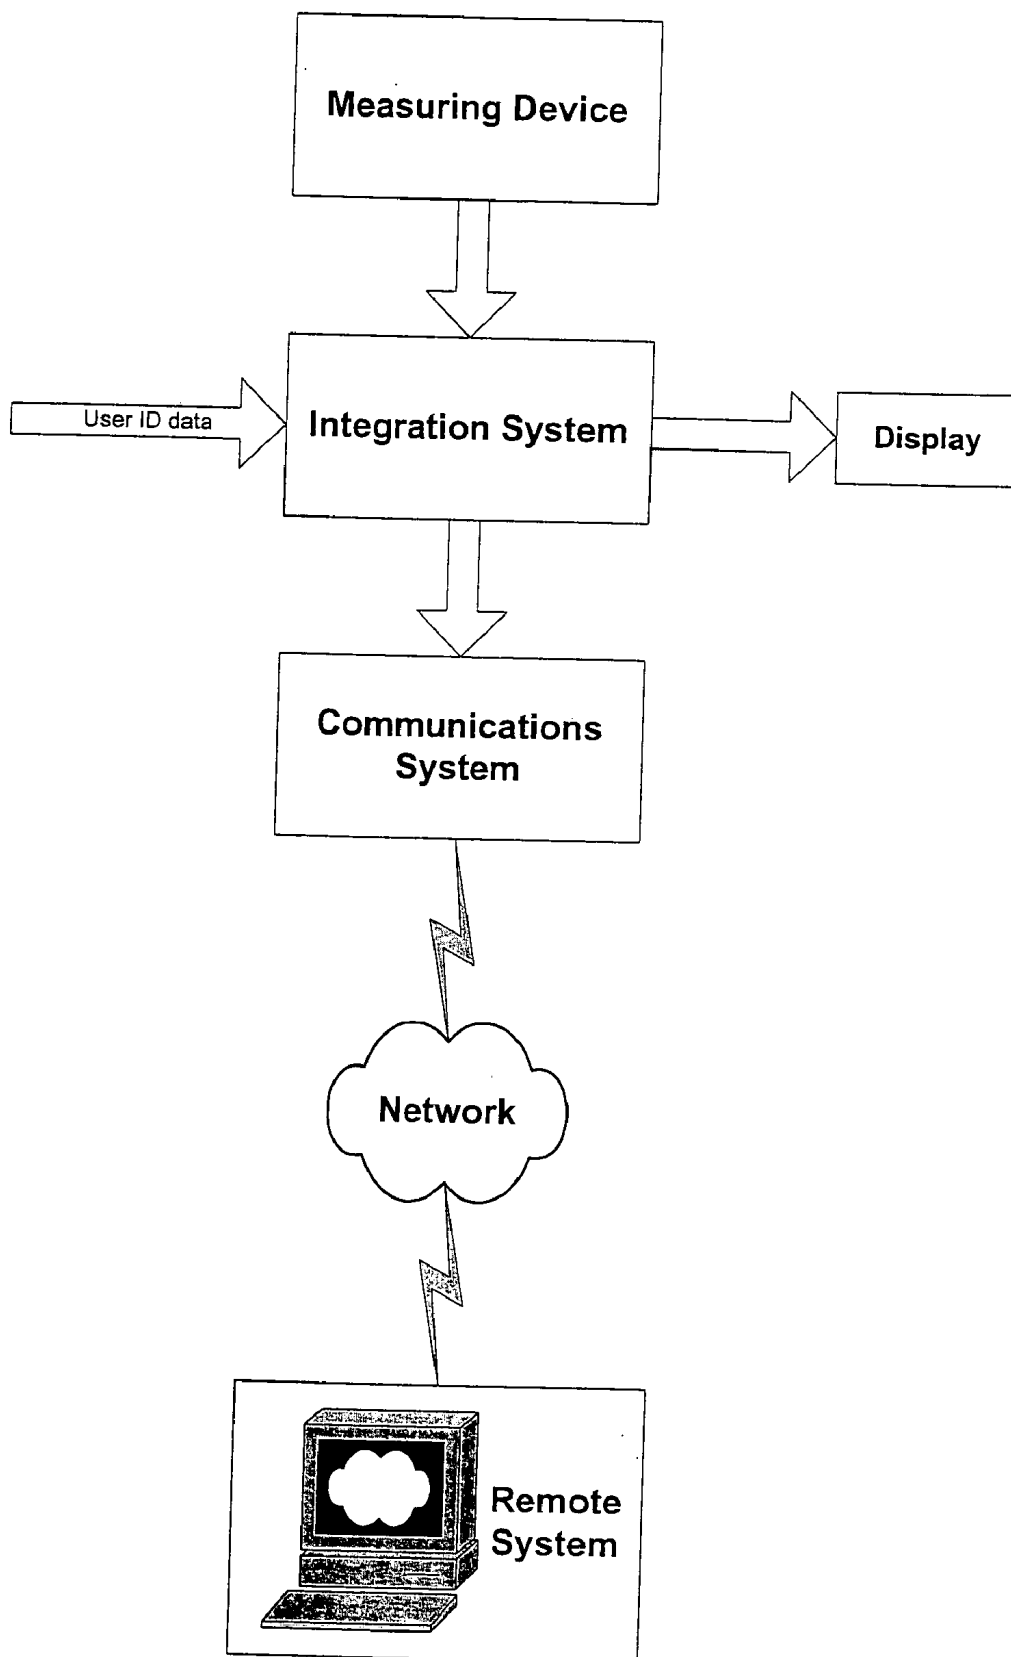 Measuring Device
User ID data
Integration System
Display
Communications
System
Network
Remote
System